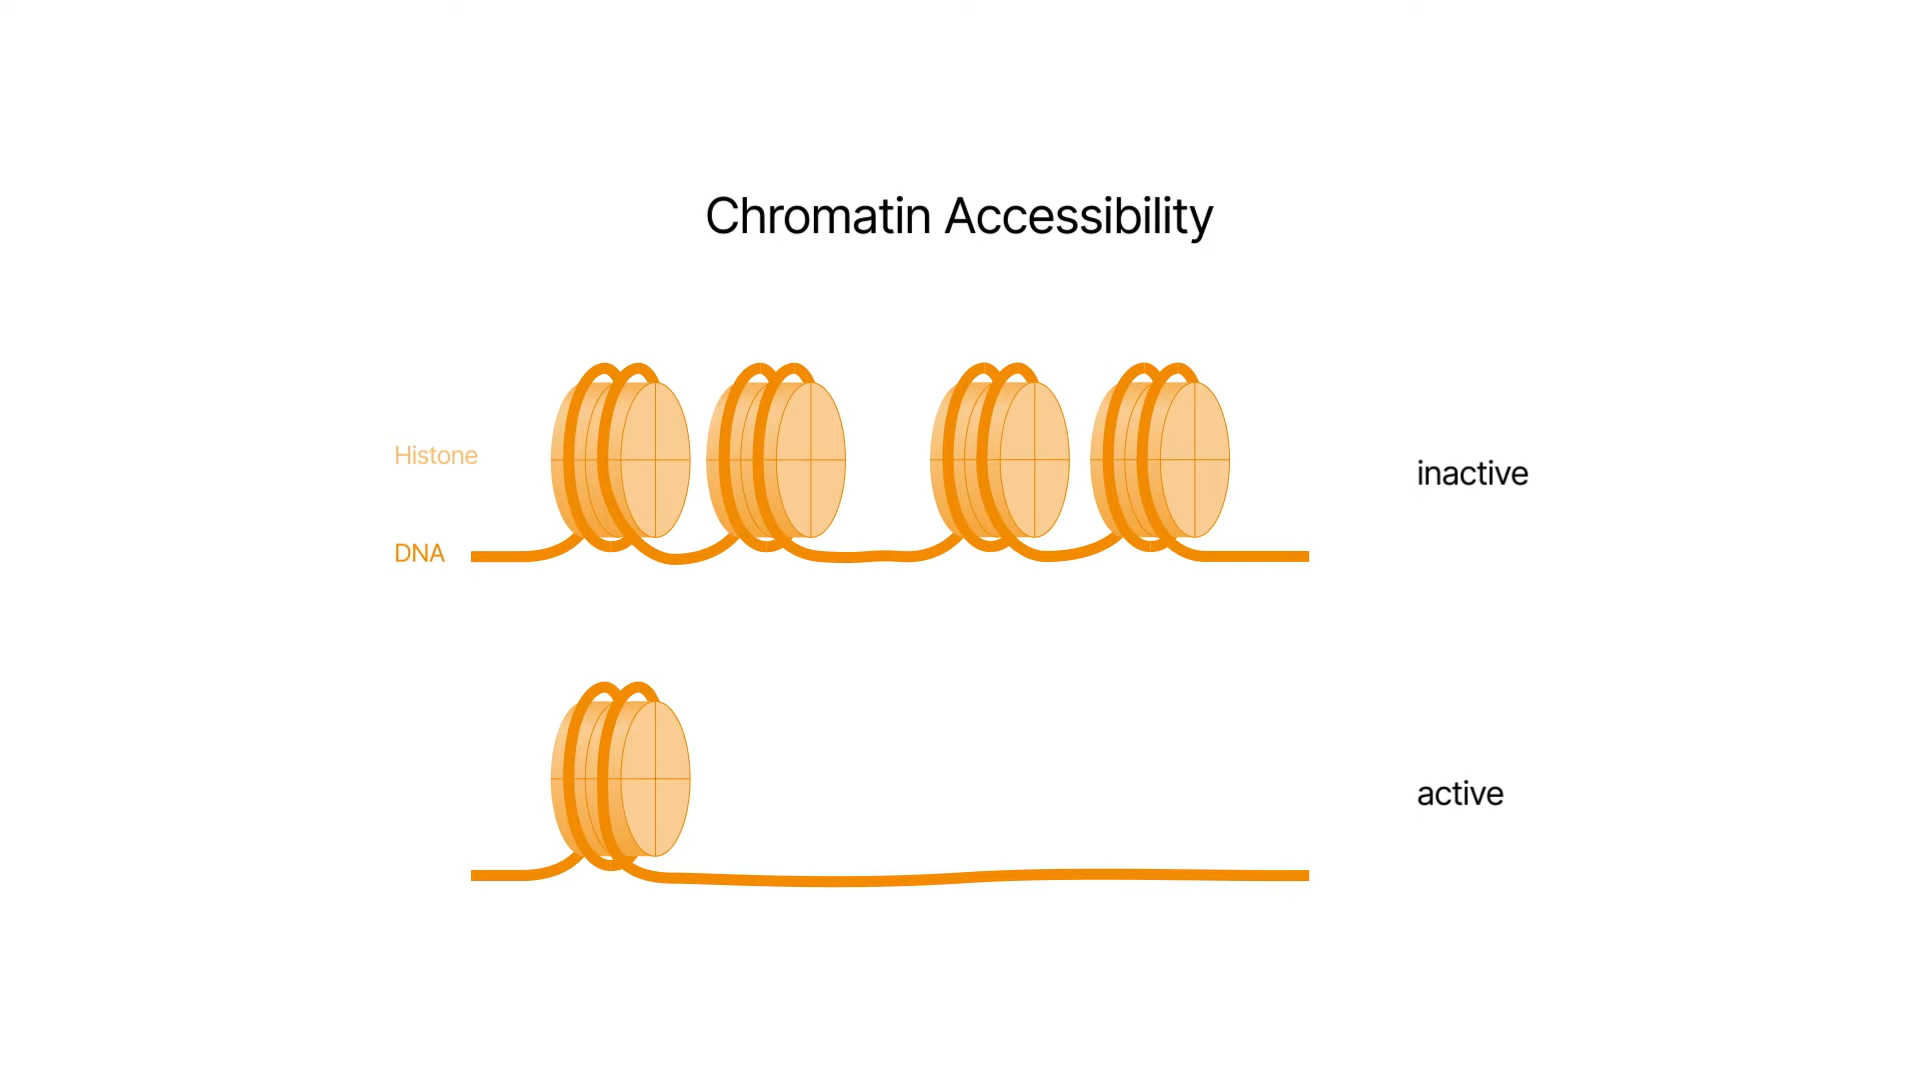 Chromatin Accessibility
Histone
inactive
DNA
active